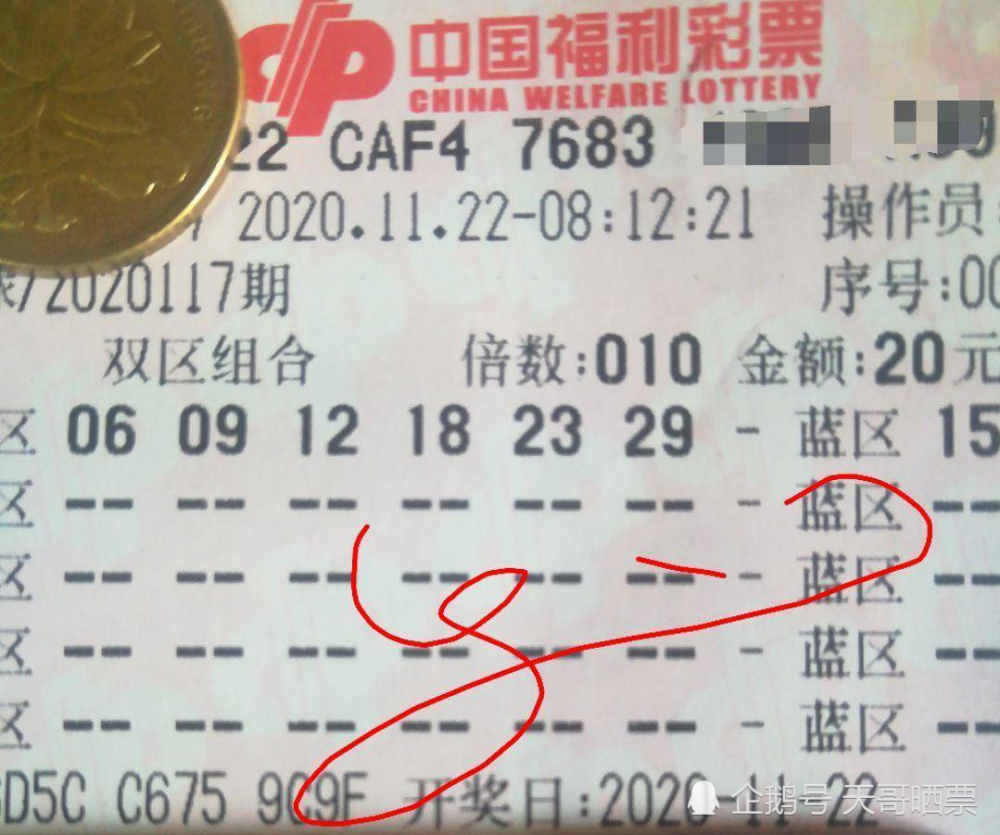 中国福利彩票
CHINA WELFARE LOTTERY
22 CAF4 7683
2020.11.22-08:12:21 操作员:
球/2020117期 序号:00
双区组合 倍数:010 金额:20元
区 06 09 12 18 23 29 - 蓝区 15
区 -- -- -- -- -- -- - 蓝区 --
区 -- -- -- -- -- -- - 蓝区 --
区 -- -- -- -- -- -- - 蓝区 --
区 -- -- -- -- -- -- - 蓝区 --
D5C C675 9C9F 开奖日:2020-11-22
企鹅号 天哥晒票